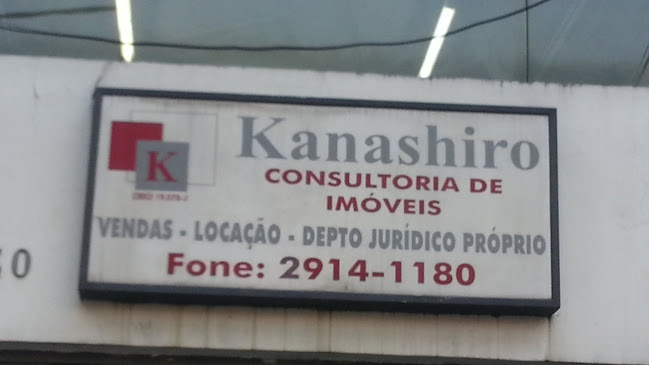 Kanashiro
K
CONSULTORIA DE
IMÓVEIS
VENDAS - LOCAÇÃO - DEPTO JURÍDICO PRÓPRIO
Fone: 2914-1180